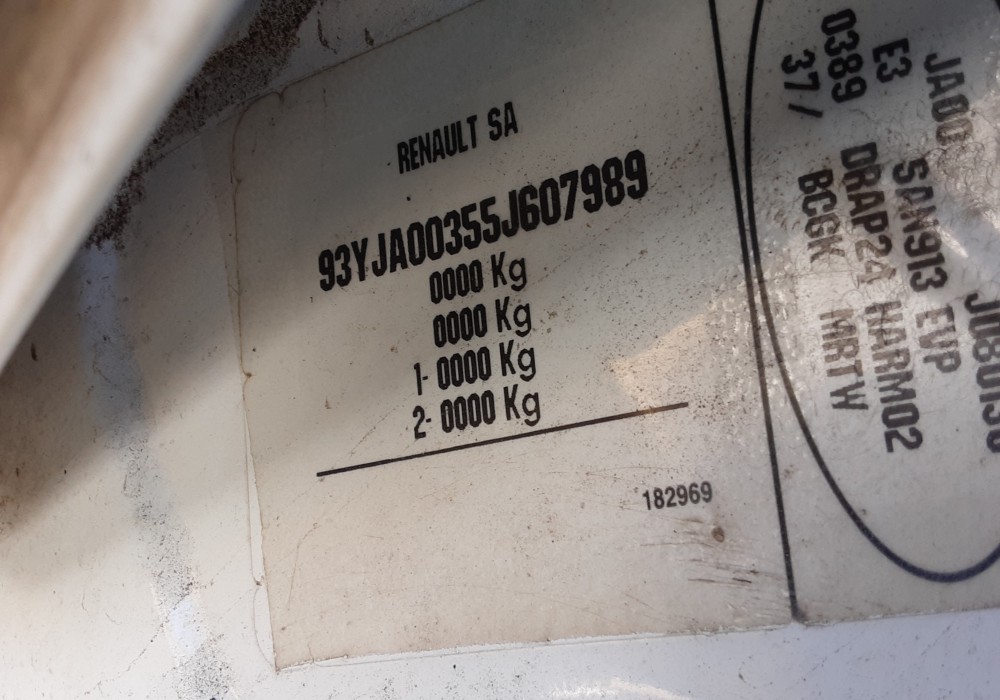 RENAULT SA
93YJA00355J607989
0000 Kg
0000 Kg
1- 0000 Kg
2- 0000 Kg
182969
JA00
E3 SAN913 EVP
0389 DRAP24 HARM02
37 / BCGK MRTW